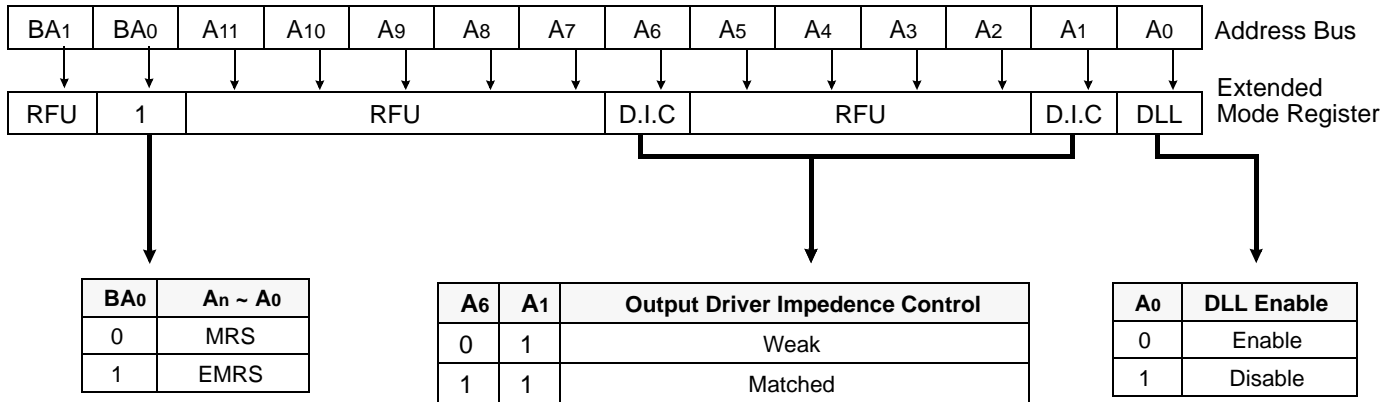 BA1 BA0 A11 A10 A9 A8 A7 A6 A5 A4 A3 A2 A1 A0 Address Bus
RFU 1 RFU D.I.C RFU D.I.C DLL Extended Mode Register
BA0 An ~ A0
0 MRS
1 EMRS
A6 A1 Output Driver Impedence Control
0 1 Weak
1 1 Matched
A0 DLL Enable
0 Enable
1 Disable